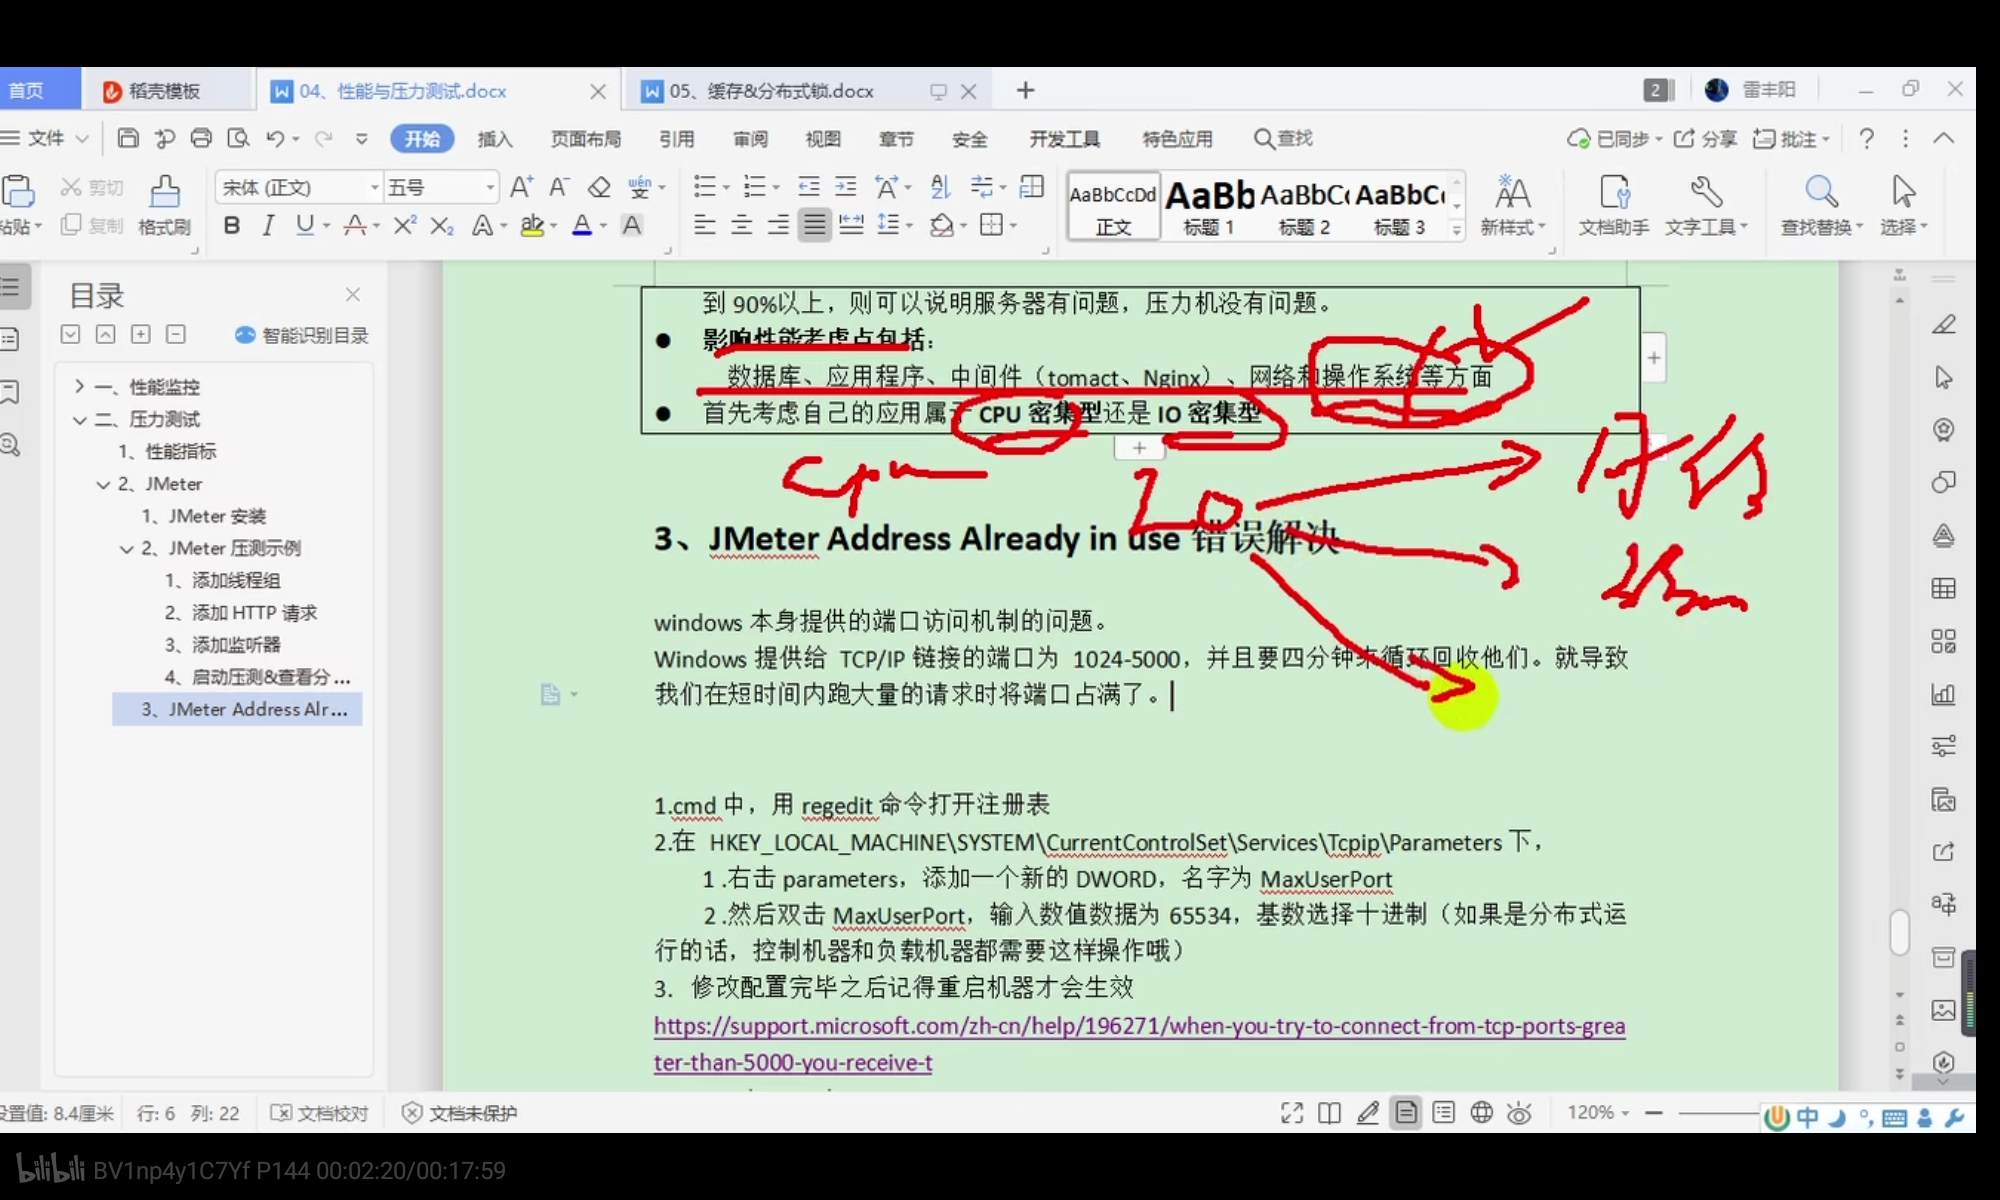 首页
稻壳模板
04、性能与压力测试.docx
05、缓存&分布式锁.docx
2
雷丰阳
文件
开始
插入
页面布局
引用
审阅
视图
章节
安全
开发工具
特色应用
查找
已同步
分享
批注
剪切
复制
格式刷
宋体 (正文)
五号
AaBbCcDd
正文
AaBb
标题 1
AaBbC
标题 2
AaBbC
标题 3
新样式
文档助手
文字工具
查找替换
选择
目录
智能识别目录
一、性能监控
二、压力测试
1、性能指标
2、JMeter
1、JMeter 安装
2、JMeter 压测示例
1、添加线程组
2、添加 HTTP 请求
3、添加监听器
4、启动压测&查看分...
3、JMeter Address Alr...
到 90%以上，则可以说明服务器有问题，压力机没有问题。
● 影响性能考虑点包括：
数据库、应用程序、中间件（tomact、Nginx）、网络和操作系统等方面
● 首先考虑自己的应用属于 CPU 密集型还是 IO 密集型
cpu
IO
3、JMeter Address Already in use 错误解决
windows 本身提供的端口访问机制的问题。
Windows 提供给 TCP/IP 链接的端口为 1024-5000，并且要四分钟来循环回收他们。就导致
我们在短时间内跑大量的请求时将端口占满了。
1.cmd 中，用 regedit 命令打开注册表
2.在 HKEY_LOCAL_MACHINE\SYSTEM\CurrentControlSet\Services\Tcpip\Parameters 下，
1 .右击 parameters，添加一个新的 DWORD，名字为 MaxUserPort
2 .然后双击 MaxUserPort，输入数值数据为 65534，基数选择十进制（如果是分布式运
行的话，控制机器和负载机器都需要这样操作哦）
3. 修改配置完毕之后记得重启机器才会生效
https://support.microsoft.com/zh-cn/help/196271/when-you-try-to-connect-from-tcp-ports-grea
ter-than-5000-you-receive-t
设置值: 8.4厘米
行: 6
列: 22
文档校对
文档未保护
120%
中
bilibili BV1np4y1C7Yf P144 00:02:20/00:17:59